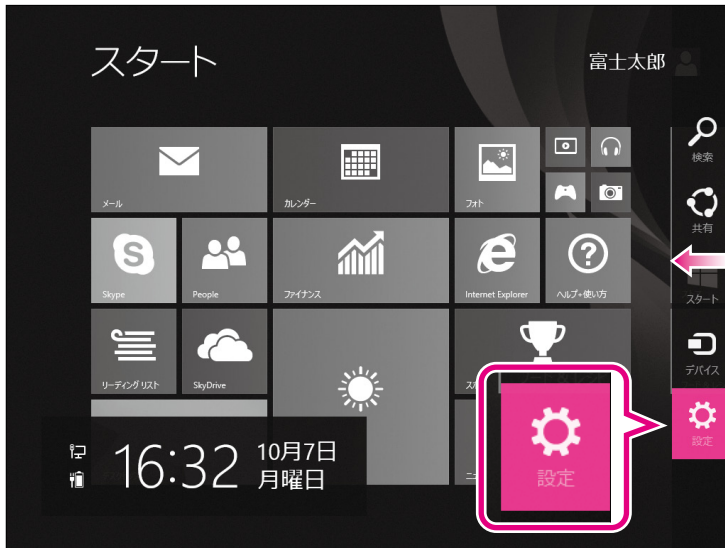 スタート
富士太郎
検索
メール
カレンダー
フォト
共有
Skype
People
ファイナンス
Internet Explorer
ヘルプ+使い方
スタート
リーディング リスト
SkyDrive
デバイス
設定
設定
16:32
10月7日
月曜日